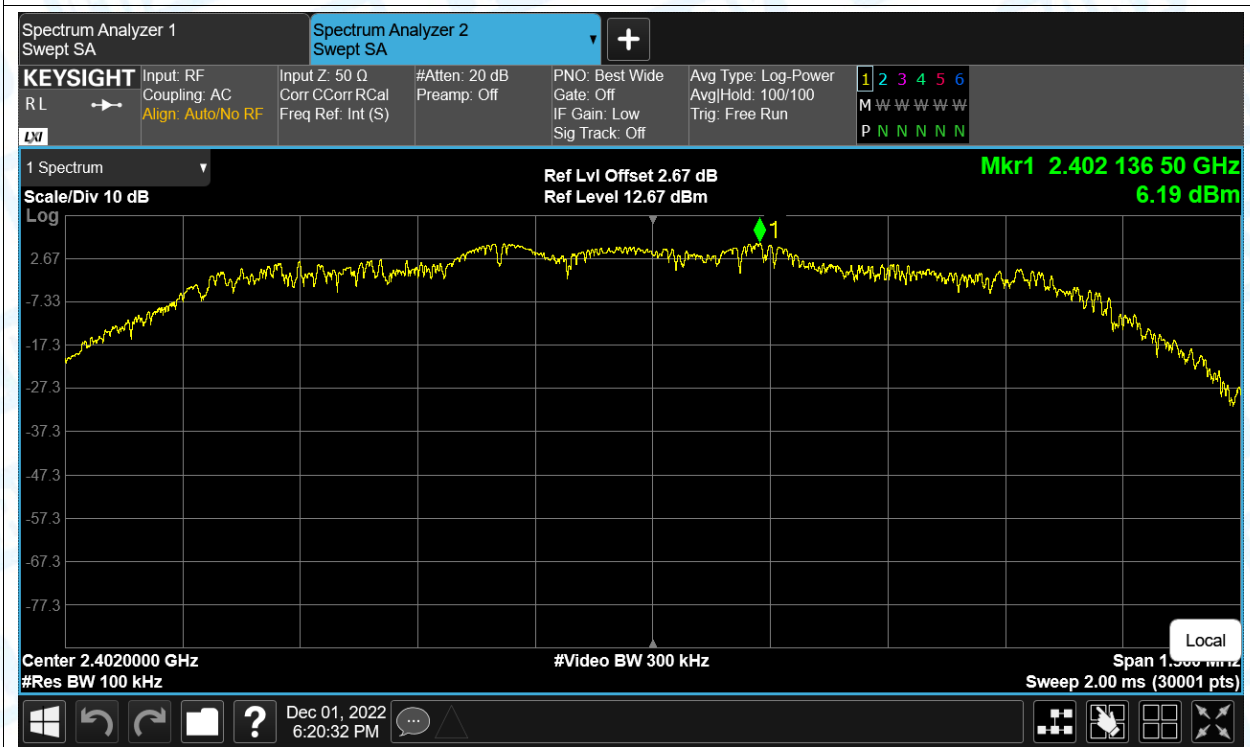 Spectrum Analyzer 1
Swept SA
Spectrum Analyzer 2
Swept SA
KEYSIGHT
R L
LXI
Input: RF
Coupling: AC
Align: Auto/No RF
Input Z: 50 Ω
Corr CCorr RCal
Freq Ref: Int (S)
#Atten: 20 dB
Preamp: Off
PNO: Best Wide
Gate: Off
IF Gain: Low
Sig Track: Off
Avg Type: Log-Power
Avg|Hold: 100/100
Trig: Free Run
1 2 3 4 5 6
M W W W W W
P N N N N N
1 Spectrum
Scale/Div 10 dB
Ref Lvl Offset 2.67 dB
Ref Level 12.67 dBm
Mkr1 2.402 136 50 GHz
6.19 dBm
Log
1
2.67
-7.33
-17.3
-27.3
-37.3
-47.3
-57.3
-67.3
-77.3
Local
Center 2.4020000 GHz
#Video BW 300 kHz
Span
#Res BW 100 kHz
Sweep 2.00 ms (30001 pts)
?
Dec 01, 2022
6:20:32 PM